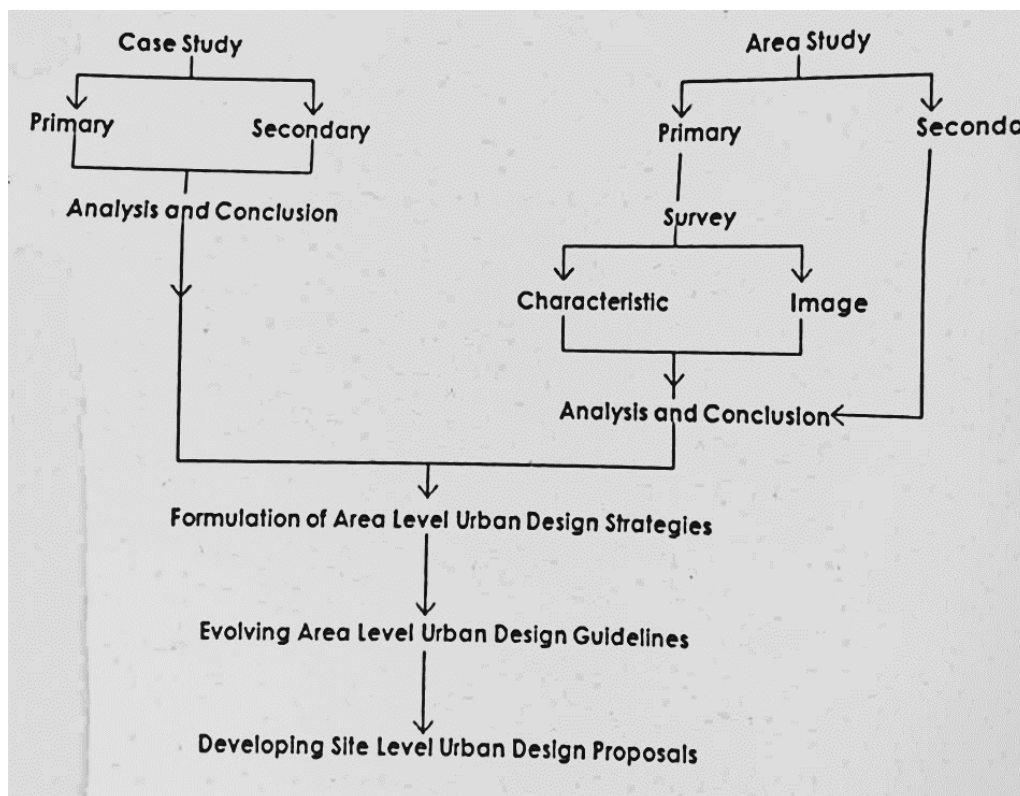 Case Study
Area Study
Primary
Secondary
Primary
Analysis and Conclusion
Survey
Characteristic
Image
Analysis and Conclusion
Formulation of Area Level Urban Design Strategies
Evolving Area Level Urban Design Guidelines
Developing Site Level Urban Design Proposals